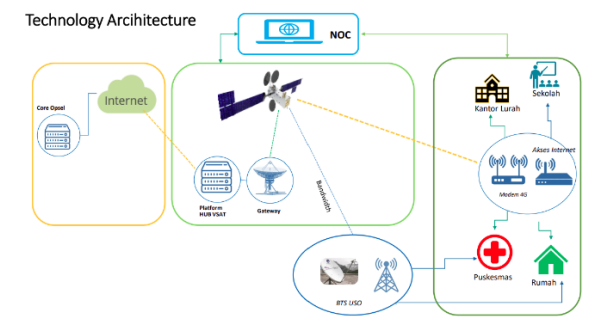 Technology Arcihitecture
NOC
Core Opsel
Internet
Platform
HUB VSAT
Gateway
Bandwidth
BTS USO
Kantor Lurah
Sekolah
Akses Internet
Modem 4G
Puskesmas
Rumah